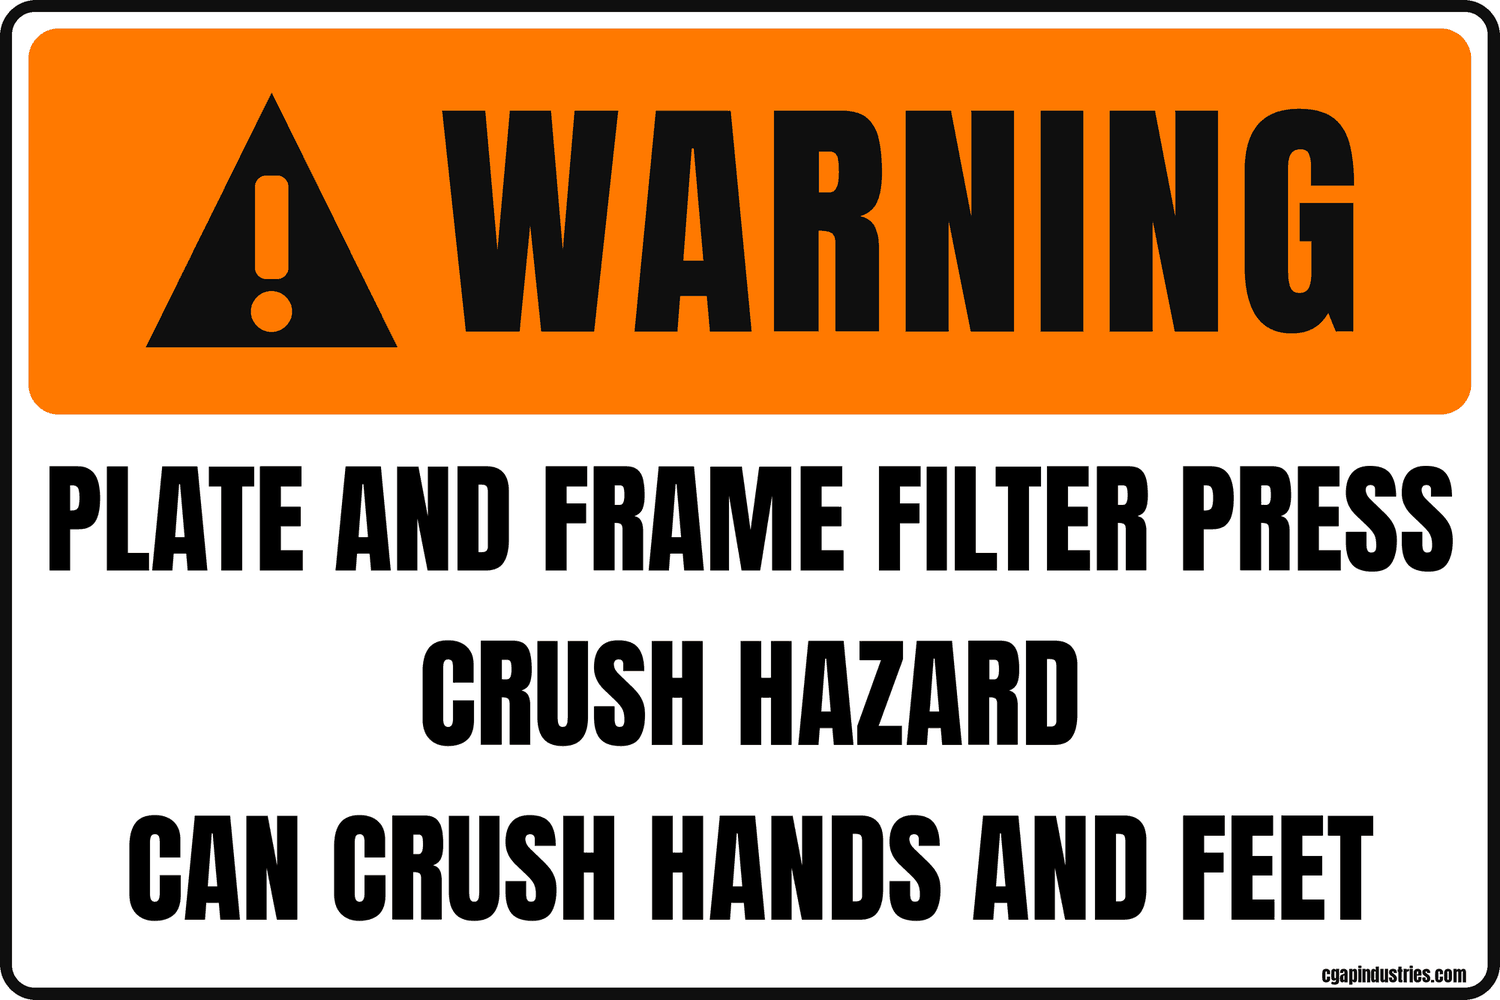 WARNING
PLATE AND FRAME FILTER PRESS
CRUSH HAZARD
CAN CRUSH HANDS AND FEET
cgapindustries.com